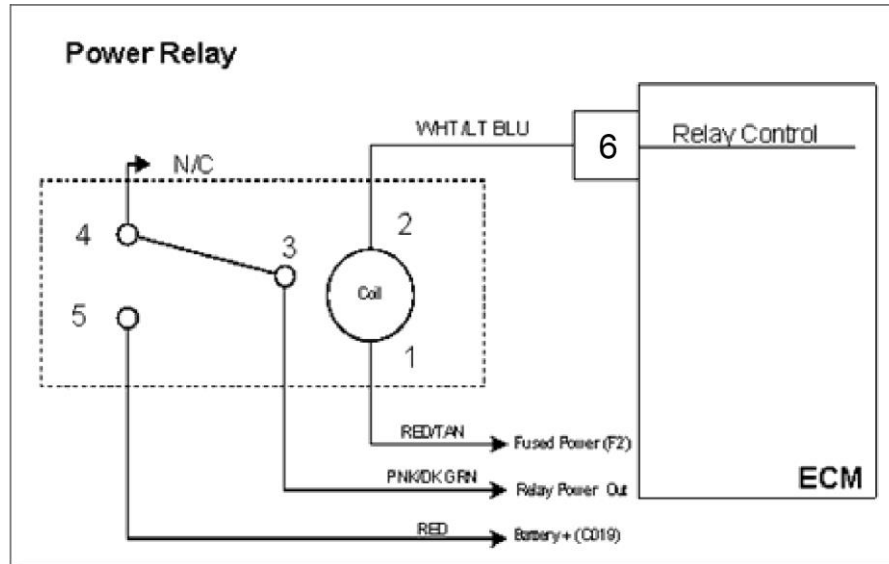 Power Relay
WHT/LT BLU
6
Relay Control
N/C
4
3
2
5
Coil
1
RED/TAN
Fused Power (F2)
PNK/DK GRN
Relay Power Out
ECM
RED
Battery + (C019)